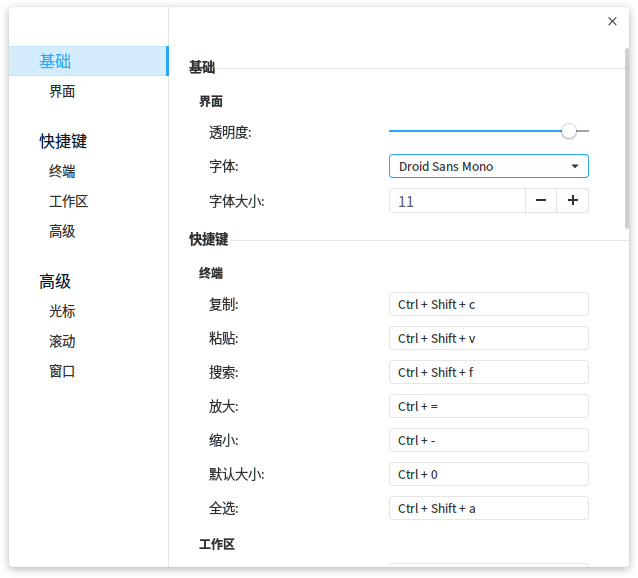 基础
界面
快捷键
终端
工作区
高级
高级
光标
滚动
窗口
基础
界面
透明度:
字体: Droid Sans Mono
字体大小: 11
快捷键
终端
复制: Ctrl + Shift + c
粘贴: Ctrl + Shift + v
搜索: Ctrl + Shift + f
放大: Ctrl + =
缩小: Ctrl + -
默认大小: Ctrl + 0
全选: Ctrl + Shift + a
工作区